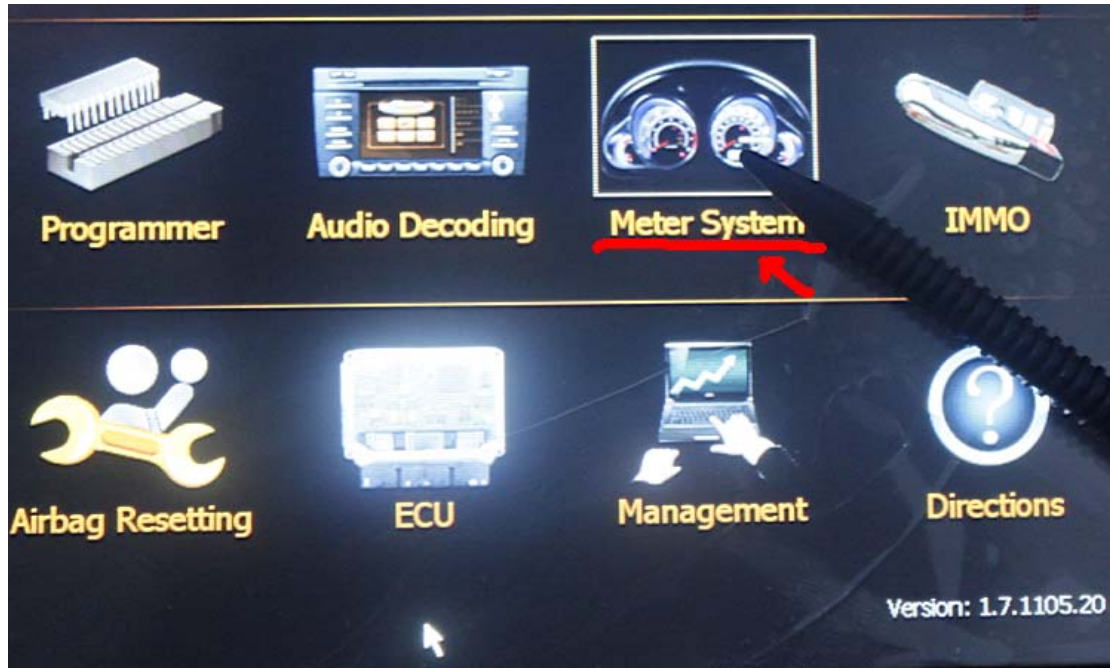 Programmer
Audio Decoding
Meter System
IMMO
Airbag Resetting
ECU
Management
Directions
Version: 1.7.1105.20